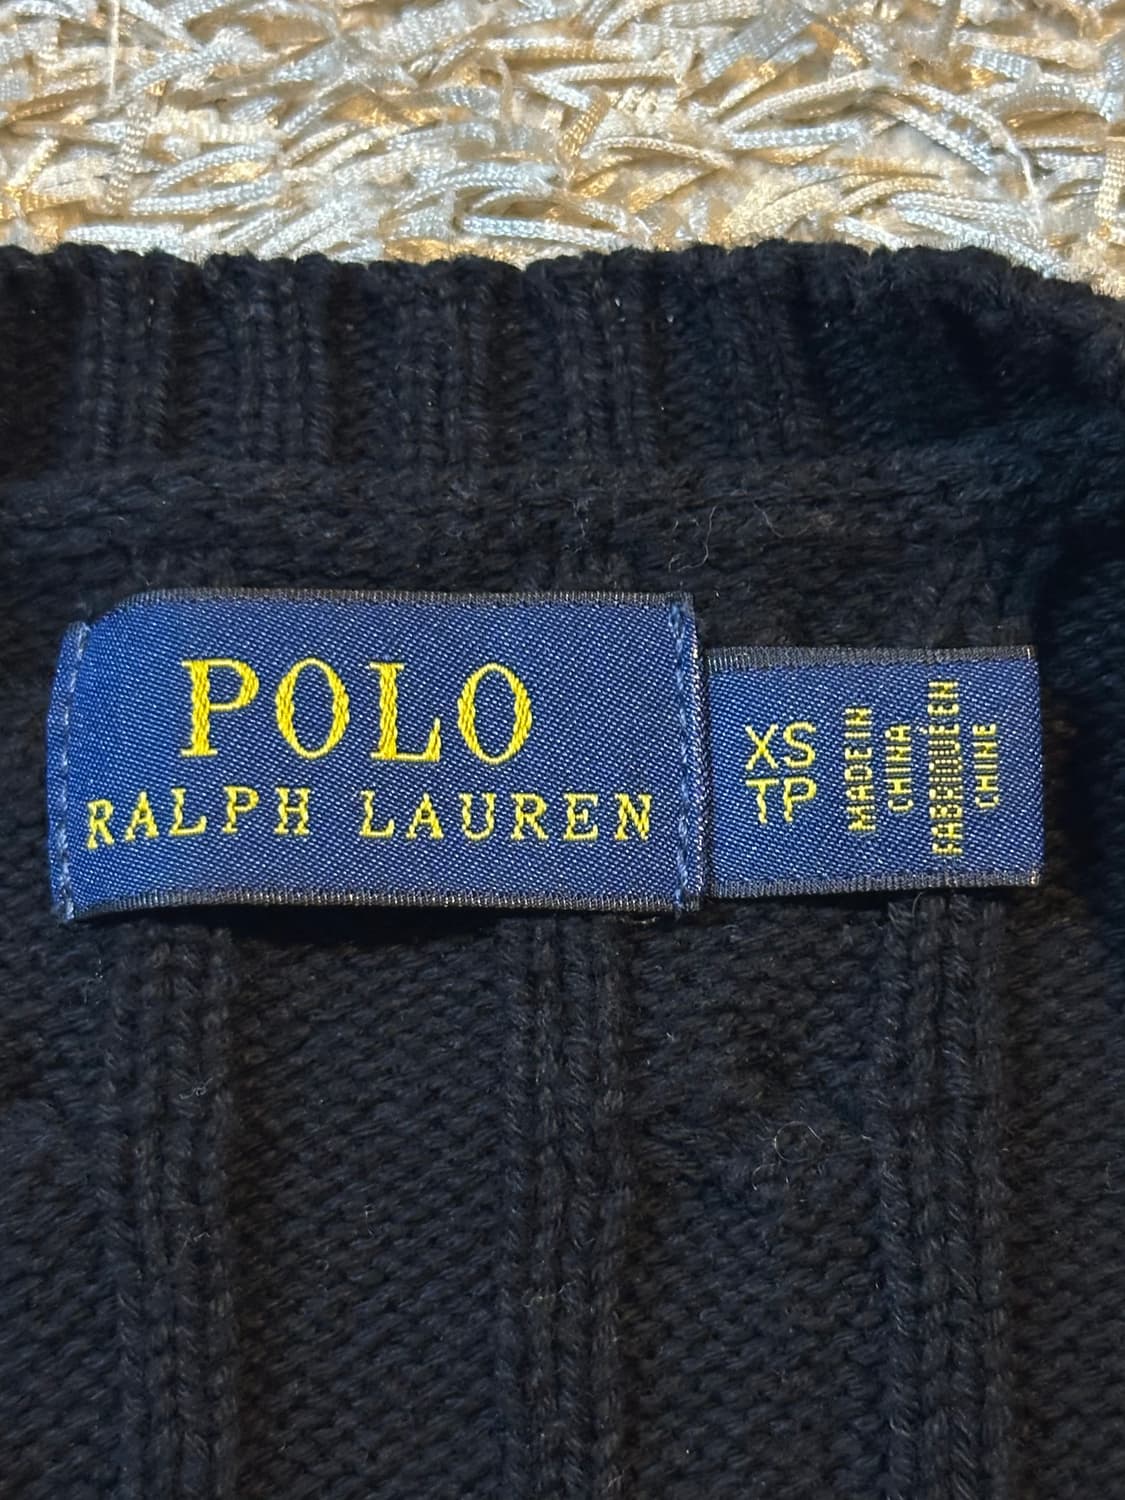 POLO
RALPH LAUREN
XS
TP
MADE IN
CHINA
FABRIQUÉ EN
CHINE